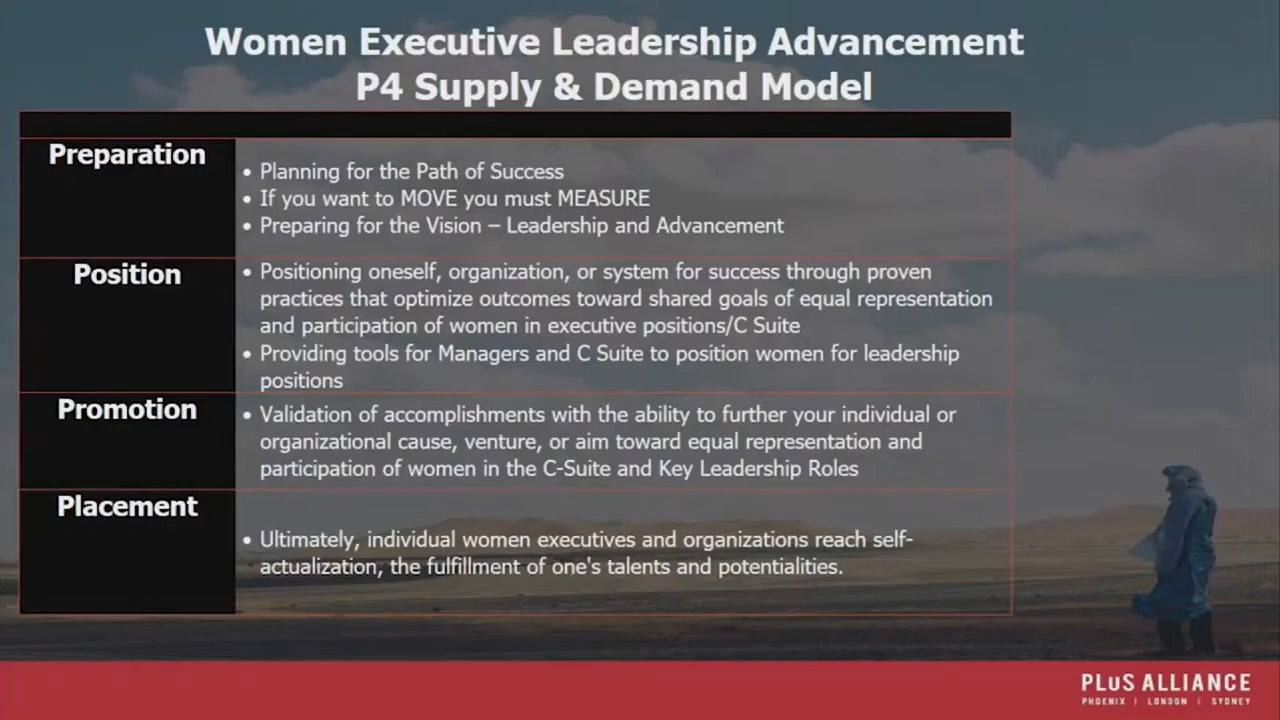 Women Executive Leadership Advancement
P4 Supply & Demand Model
Preparation
• Planning for the Path of Success
• If you want to MOVE you must MEASURE
• Preparing for the Vision – Leadership and Advancement
Position
• Positioning oneself, organization, or system for success through proven
practices that optimize outcomes toward shared goals of equal representation
and participation of women in executive positions/C Suite
• Providing tools for Managers and C Suite to position women for leadership
positions
Promotion
• Validation of accomplishments with the ability to further your individual or
organizational cause, venture, or aim toward equal representation and
participation of women in the C-Suite and Key Leadership Roles
Placement
• Ultimately, individual women executives and organizations reach self-
actualization, the fulfillment of one's talents and potentialities.
PLuS ALLIANCE
PHOENIX | LONDON | SYDNEY